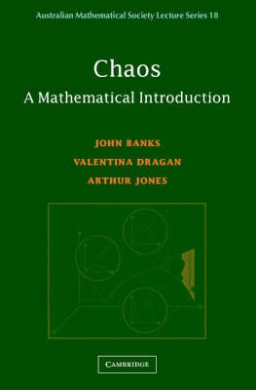 Australian Mathematical Society Lecture Series 18
Chaos
A Mathematical Introduction
JOHN BANKS
VALENTINA DRAGAN
ARTHUR JONES
CAMBRIDGE